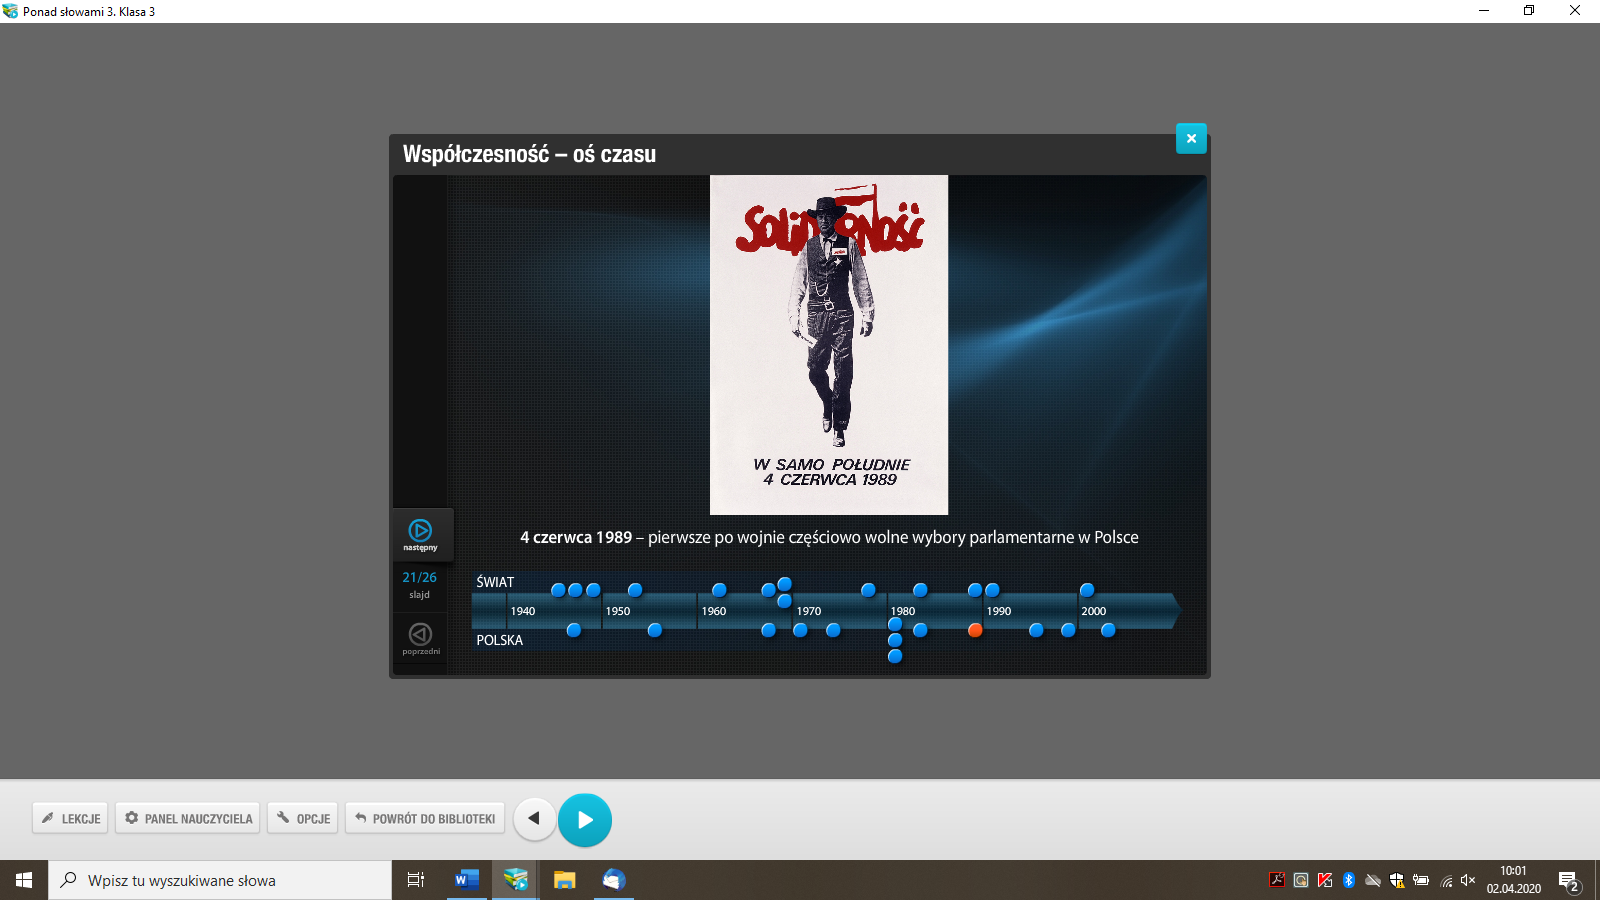 Ponad słowami 3. Klasa 3
Współczesność – oś czasu
SOLIDARNOŚĆ
W SAMO POŁUDNIE
4 CZERWCA 1989
4 czerwca 1989 – pierwsze po wojnie częściowo wolne wybory parlamentarne w Polsce
następny
21/26
slajd
poprzedni
ŚWIAT
1940 1950 1960 1970 1980 1990 2000
POLSKA
LEKCJE PANEL NAUCZYCIELA OPCJE POWRÓT DO BIBLIOTEKI
Wpisz tu wyszukiwane słowa
10:01
02.04.2020
2